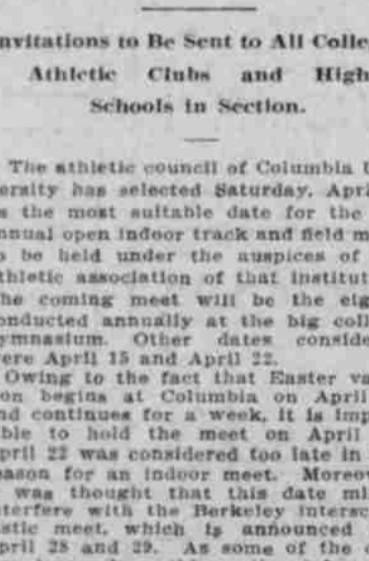 nvitations to Be Sent to All Colle
Athletic Clubs and High
Schools in Section.
The athletic council of Columbia U
ersity has selected Saturday, Apri
s the most suitable date for the
nnual open indoor track and field m
o be held under the auspices of
thletic association of that institut
he coming meet will be the eig
onducted annually at the big coll
ymnasium. Other dates conside
ere April 15 and April 22.
Owing to the fact that Easter va
ion begins at Columbia on April
nd continues for a week, it is imp
ible to hold the meet on April
pril 22 was considered too late in
eason for an indoor meet. Moreov
was thought that this date mi
nterfere with the Berkeley intersc
astic meet, which is announced
pril 28 and 29. As some of the